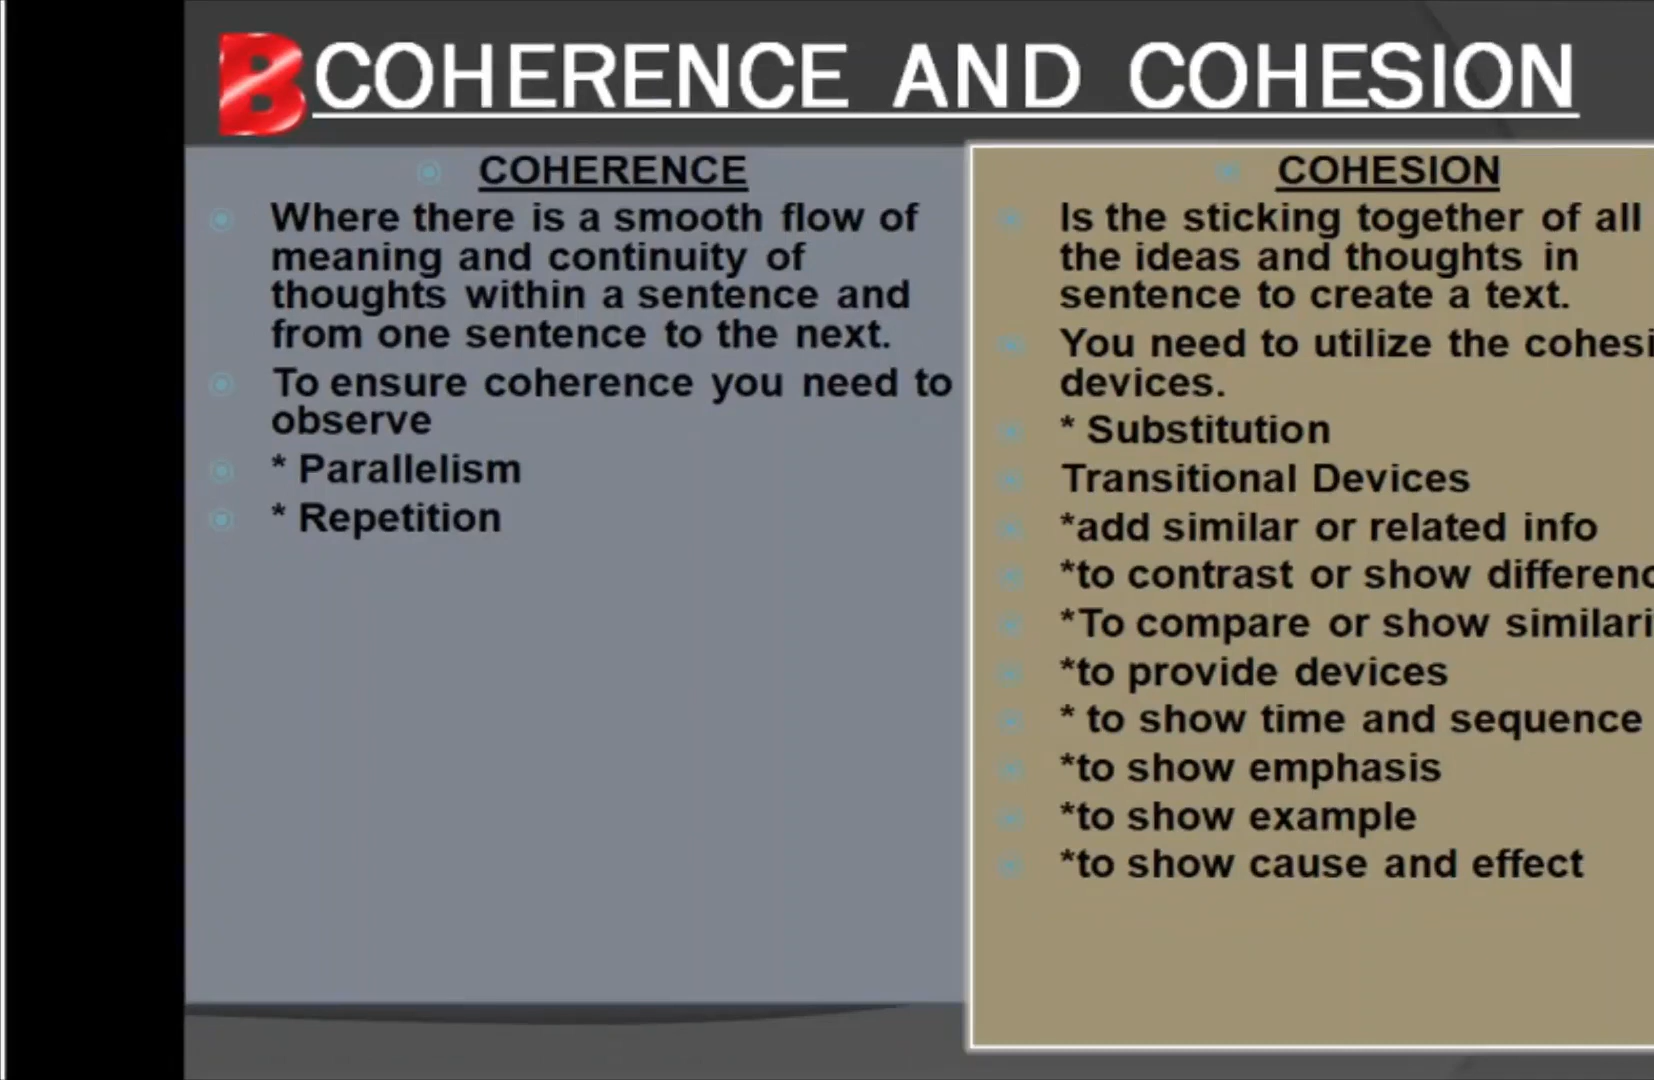 B COHERENCE AND COHESION
COHERENCE
Where there is a smooth flow of
meaning and continuity of
thoughts within a sentence and
from one sentence to the next.
To ensure coherence you need to
observe
* Parallelism
* Repetition
COHESION
Is the sticking together of all
the ideas and thoughts in
sentence to create a text.
You need to utilize the cohesi
devices.
* Substitution
Transitional Devices
*add similar or related info
*to contrast or show differenc
*To compare or show similari
*to provide devices
* to show time and sequence
*to show emphasis
*to show example
*to show cause and effect